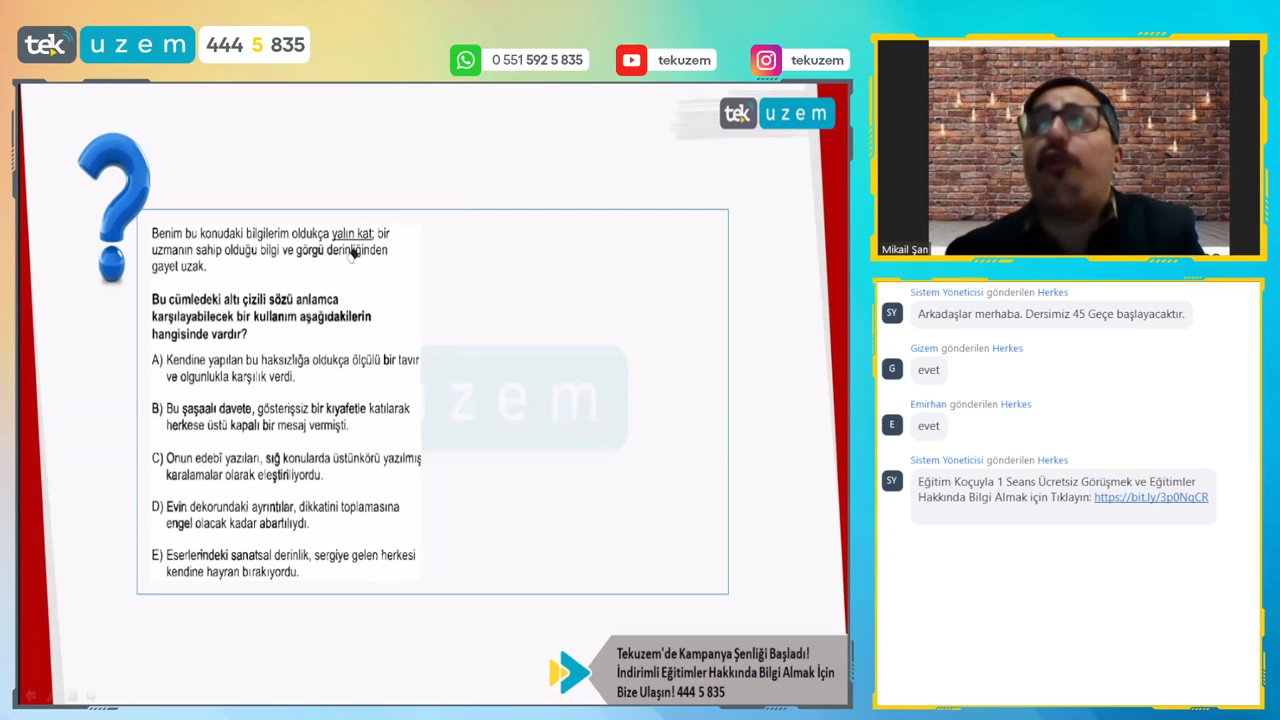 tek uzem 444 5 835
0 551 592 5 835
tekuzem
tekuzem
tek uzem
Benim bu konudaki bilgilerim oldukça yalın kat; bir
uzmanın sahip olduğu bilgi ve görgü derinliğinden
gayet uzak.
Bu cümledeki altı çizili sözü anlamca
karşılayabilecek bir kullanım aşağıdakilerin
hangisinde vardır?
A) Kendine yapılan bu haksızlığa oldukça ölçülü bir tavır
ve olgunlukla karşılık verdi.
B) Bu şaşaalı davete, gösterişsiz bir kıyafetle katılarak
herkese üstü kapalı bir mesaj vermişti.
C) Onun edebî yazıları, sığ konularda üstünkörü yazılmış
karalamalar olarak eleştiriliyordu.
D) Evin dekorundaki ayrıntılar, dikkatini toplamasına
engel olacak kadar abartılıydı.
E) Eserlerindeki sanatsal derinlik, sergiye gelen herkesi
kendine hayran bırakıyordu.
uzem
Tekuzem'de Kampanya Şenliği Başladı!
İndirimli Eğitimler Hakkında Bilgi Almak İçin
Bize Ulaşın! 444 5 835
Mikail Şan
Sistem Yöneticisi gönderilen Herkes
SY Arkadaşlar merhaba. Dersimiz 45 Geçe başlayacaktır.
Gizem gönderilen Herkes
G evet
Emirhan gönderilen Herkes
E evet
Sistem Yöneticisi gönderilen Herkes
SY Eğitim Koçuyla 1 Seans Ücretsiz Görüşmek ve Eğitimler
Hakkında Bilgi Almak için Tıklayın: https://bit.ly/3p0NqCR